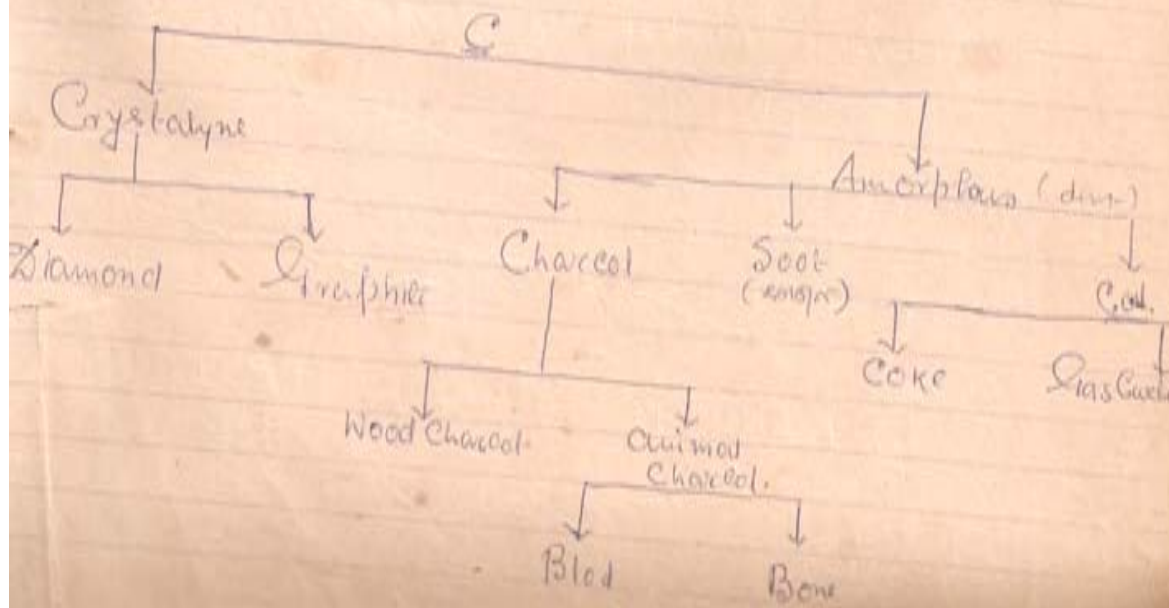 C
Crystalyne
Amorphous
Diamond
Graphite
Charcol
Soot
Coal.
Coke
Gas
Wood Charcol.
animal
Charcol.
Blod
Bone